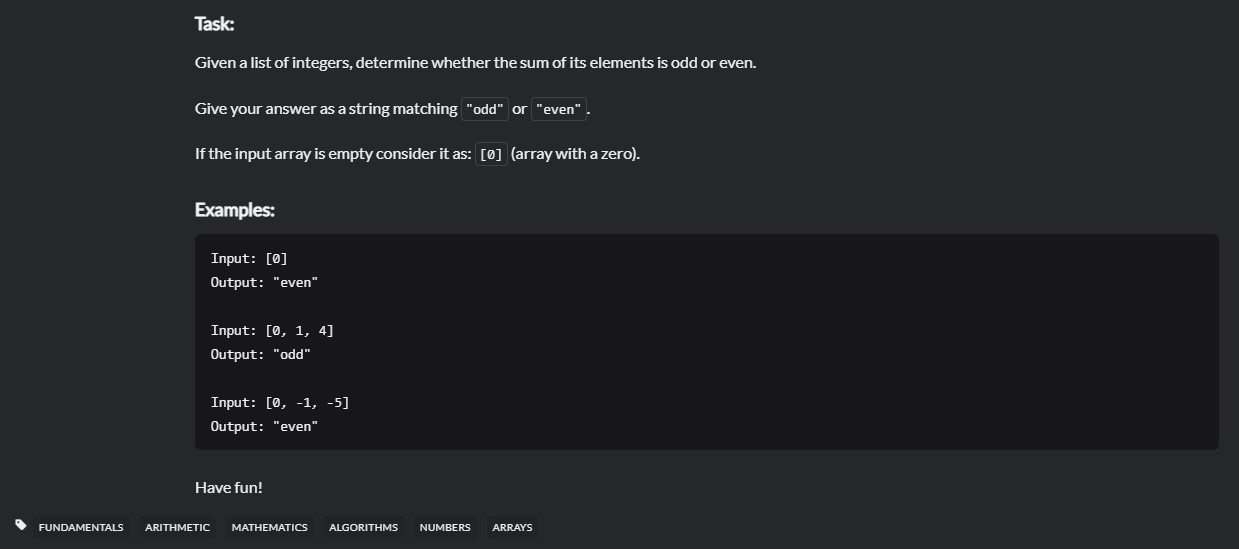 Task:
Given a list of integers, determine whether the sum of its elements is odd or even.
Give your answer as a string matching "odd" or "even".
If the input array is empty consider it as: [0] (array with a zero).
Examples:
Input: [0]
Output: "even"
Input: [0, 1, 4]
Output: "odd"
Input: [0, -1, -5]
Output: "even"
Have fun!
FUNDAMENTALS ARITHMETIC MATHEMATICS ALGORITHMS NUMBERS ARRAYS